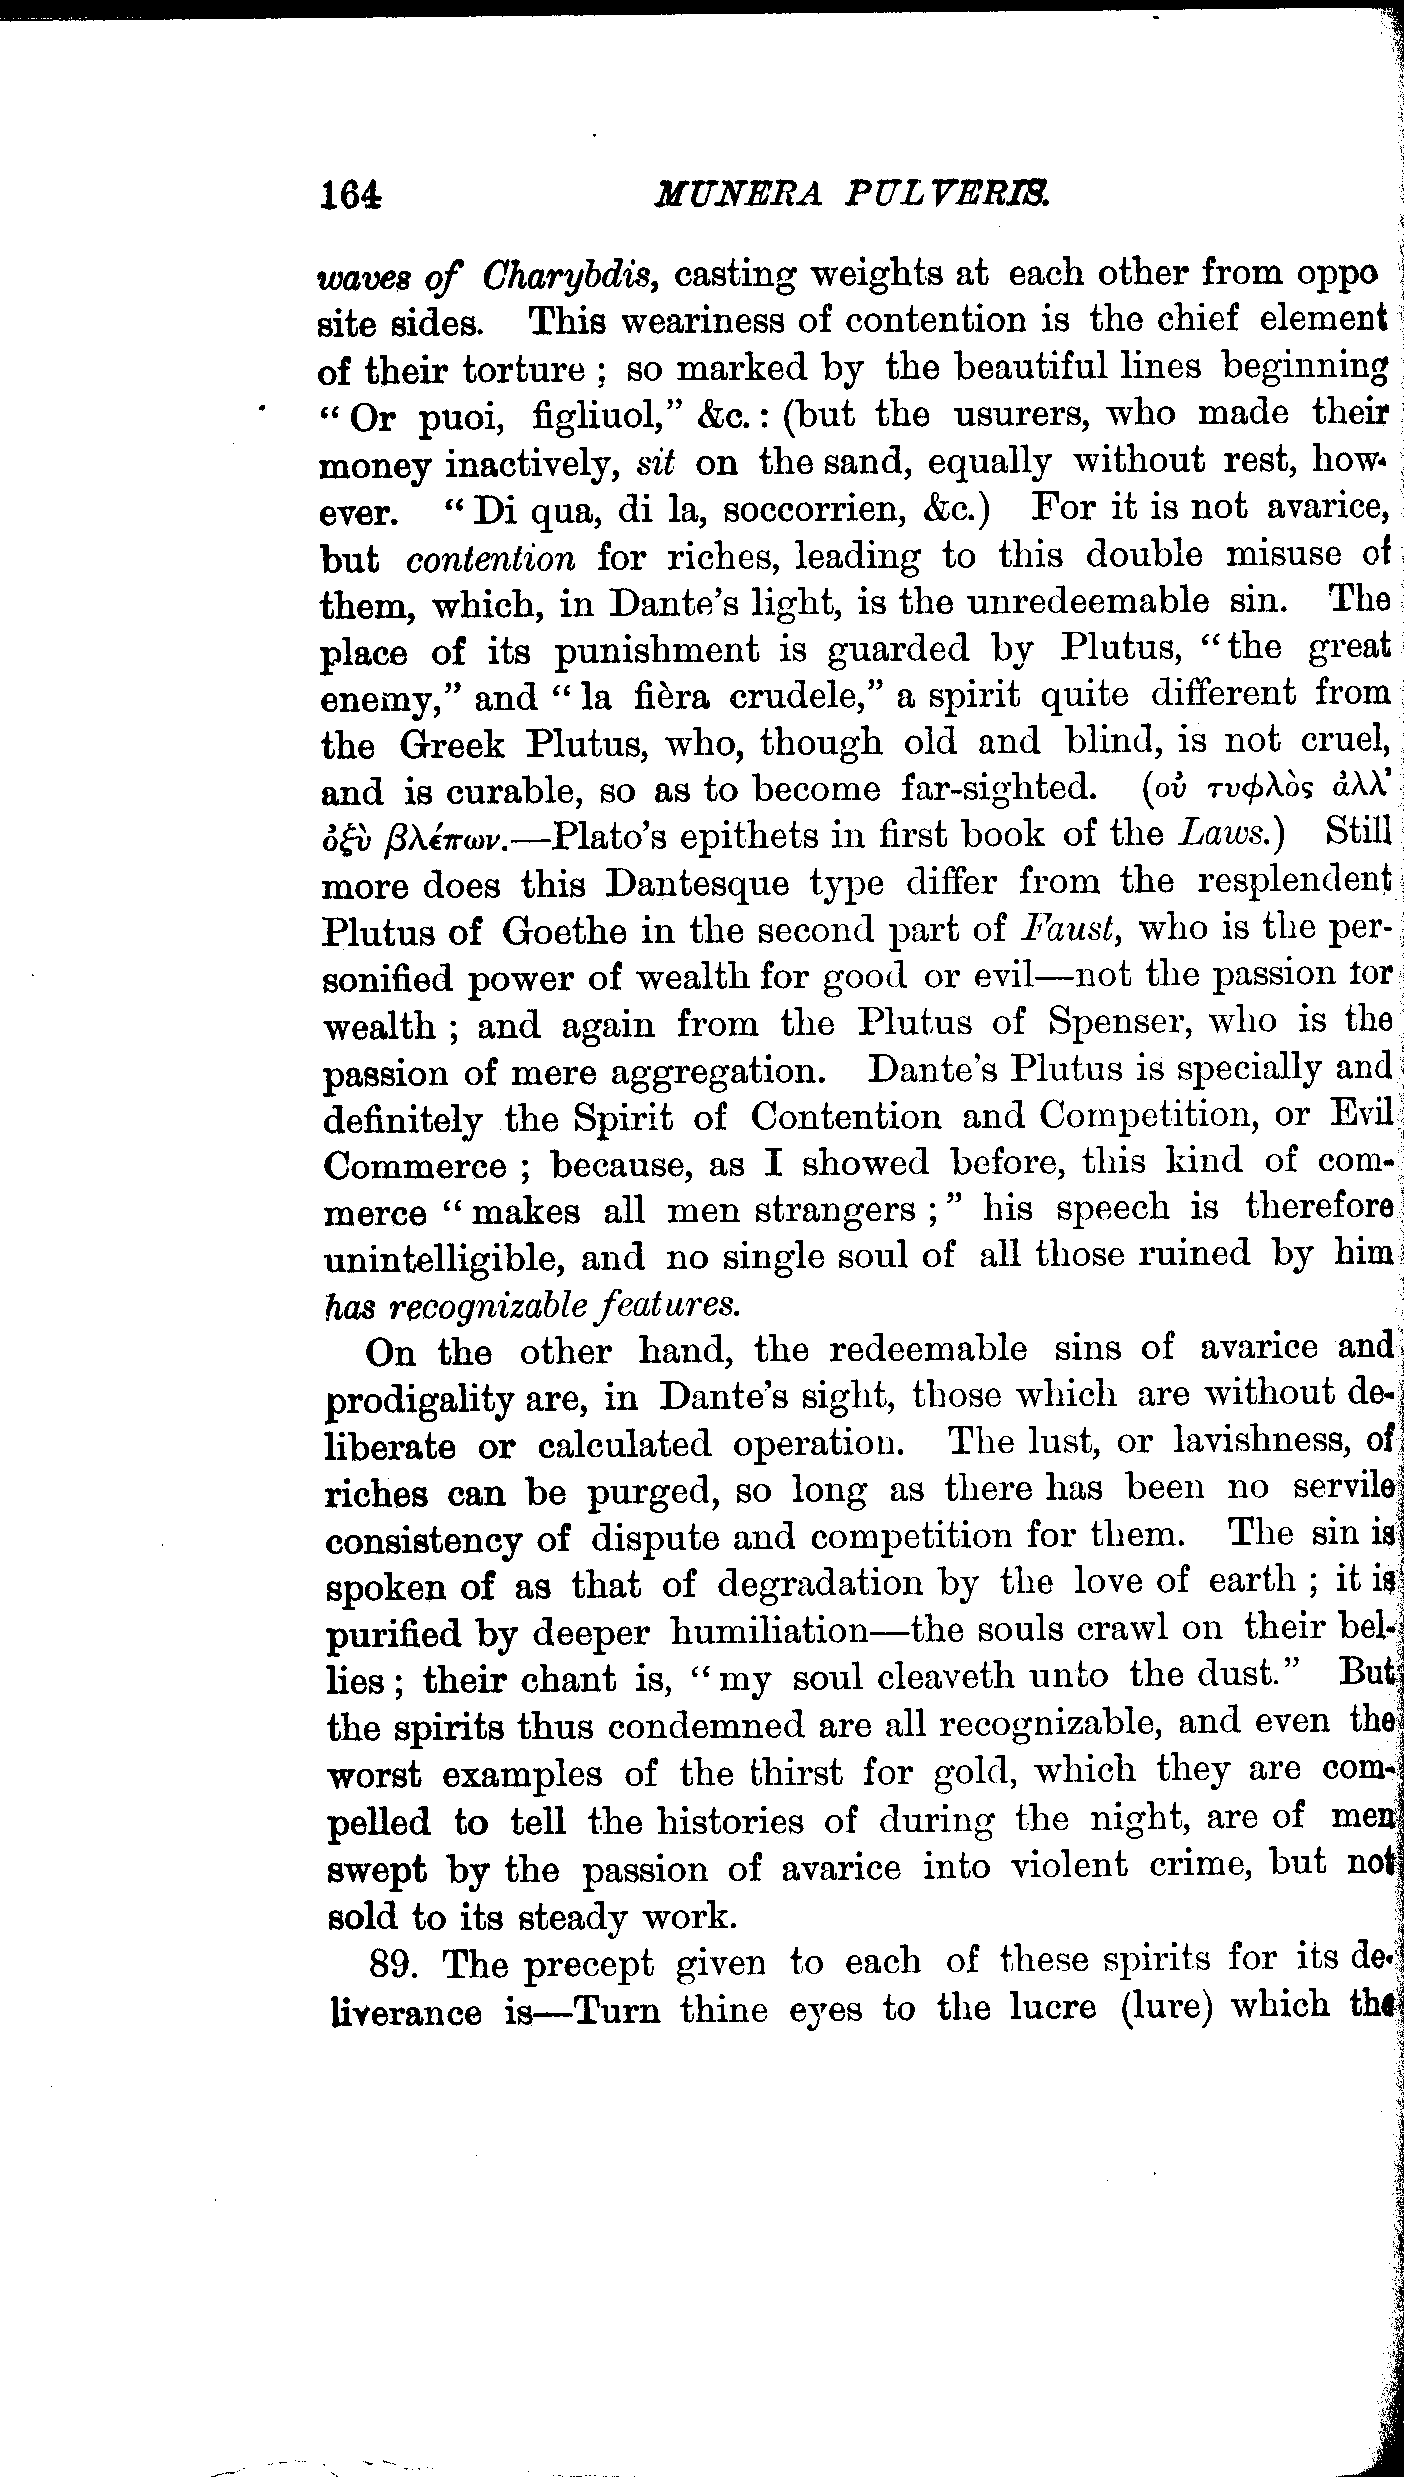 164 MUNERA PULVERIS.
waves of Charybdis, casting weights at each other from oppo
site sides. This weariness of contention is the chief element
of their torture ; so marked by the beautiful lines beginning
“ Or puoi, figliuol,” &c. : (but the usurers, who made their
money inactively, sit on the sand, equally without rest, how-
ever. “ Di qua, di la, soccorrien, &c.) For it is not avarice,
but contention for riches, leading to this double misuse of
them, which, in Dante’s light, is the unredeemable sin. The
place of its punishment is guarded by Plutus, “the great
enemy,” and “ la fièra crudele,” a spirit quite different from
the Greek Plutus, who, though old and blind, is not cruel,
and is curable, so as to become far-sighted. (οὐ τυφλὸς ἀλλ’
ὀξὺ βλέπων.—Plato’s epithets in first book of the Laws.) Still
more does this Dantesque type differ from the resplendent
Plutus of Goethe in the second part of Faust, who is the per-
sonified power of wealth for good or evil—not the passion for
wealth ; and again from the Plutus of Spenser, who is the
passion of mere aggregation. Dante’s Plutus is specially and
definitely the Spirit of Contention and Competition, or Evil
Commerce ; because, as I showed before, this kind of com-
merce “ makes all men strangers ; ” his speech is therefore
unintelligible, and no single soul of all those ruined by him
has recognizable features.
On the other hand, the redeemable sins of avarice and
prodigality are, in Dante’s sight, those which are without de-
liberate or calculated operation. The lust, or lavishness, of
riches can be purged, so long as there has been no servile
consistency of dispute and competition for them. The sin is
spoken of as that of degradation by the love of earth ; it is
purified by deeper humiliation—the souls crawl on their bel-
lies ; their chant is, “ my soul cleaveth unto the dust.” But
the spirits thus condemned are all recognizable, and even the
worst examples of the thirst for gold, which they are com-
pelled to tell the histories of during the night, are of men
swept by the passion of avarice into violent crime, but not
sold to its steady work.
89. The precept given to each of these spirits for its de-
liverance is—Turn thine eyes to the lucre (lure) which the